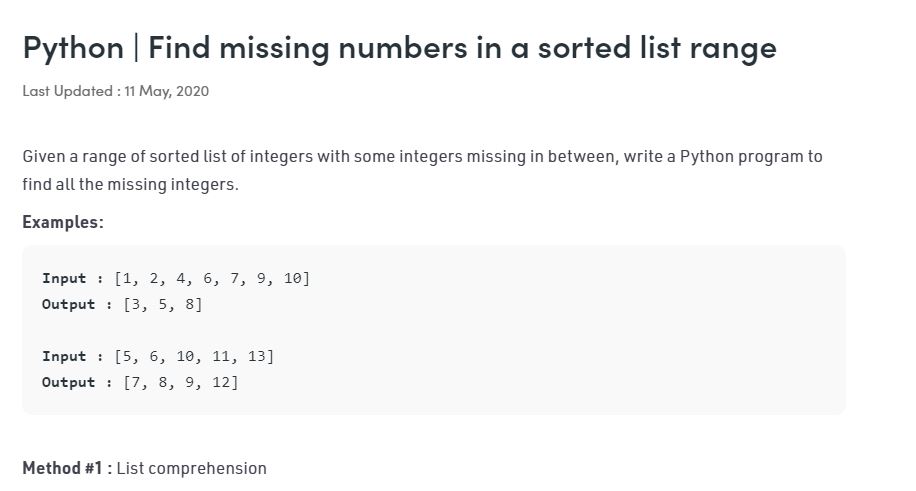 Python | Find missing numbers in a sorted list range
Last Updated : 11 May, 2020
Given a range of sorted list of integers with some integers missing in between, write a Python program to
find all the missing integers.
Examples:
Input : [1, 2, 4, 6, 7, 9, 10]
Output : [3, 5, 8]
Input : [5, 6, 10, 11, 13]
Output : [7, 8, 9, 12]
Method #1 : List comprehension